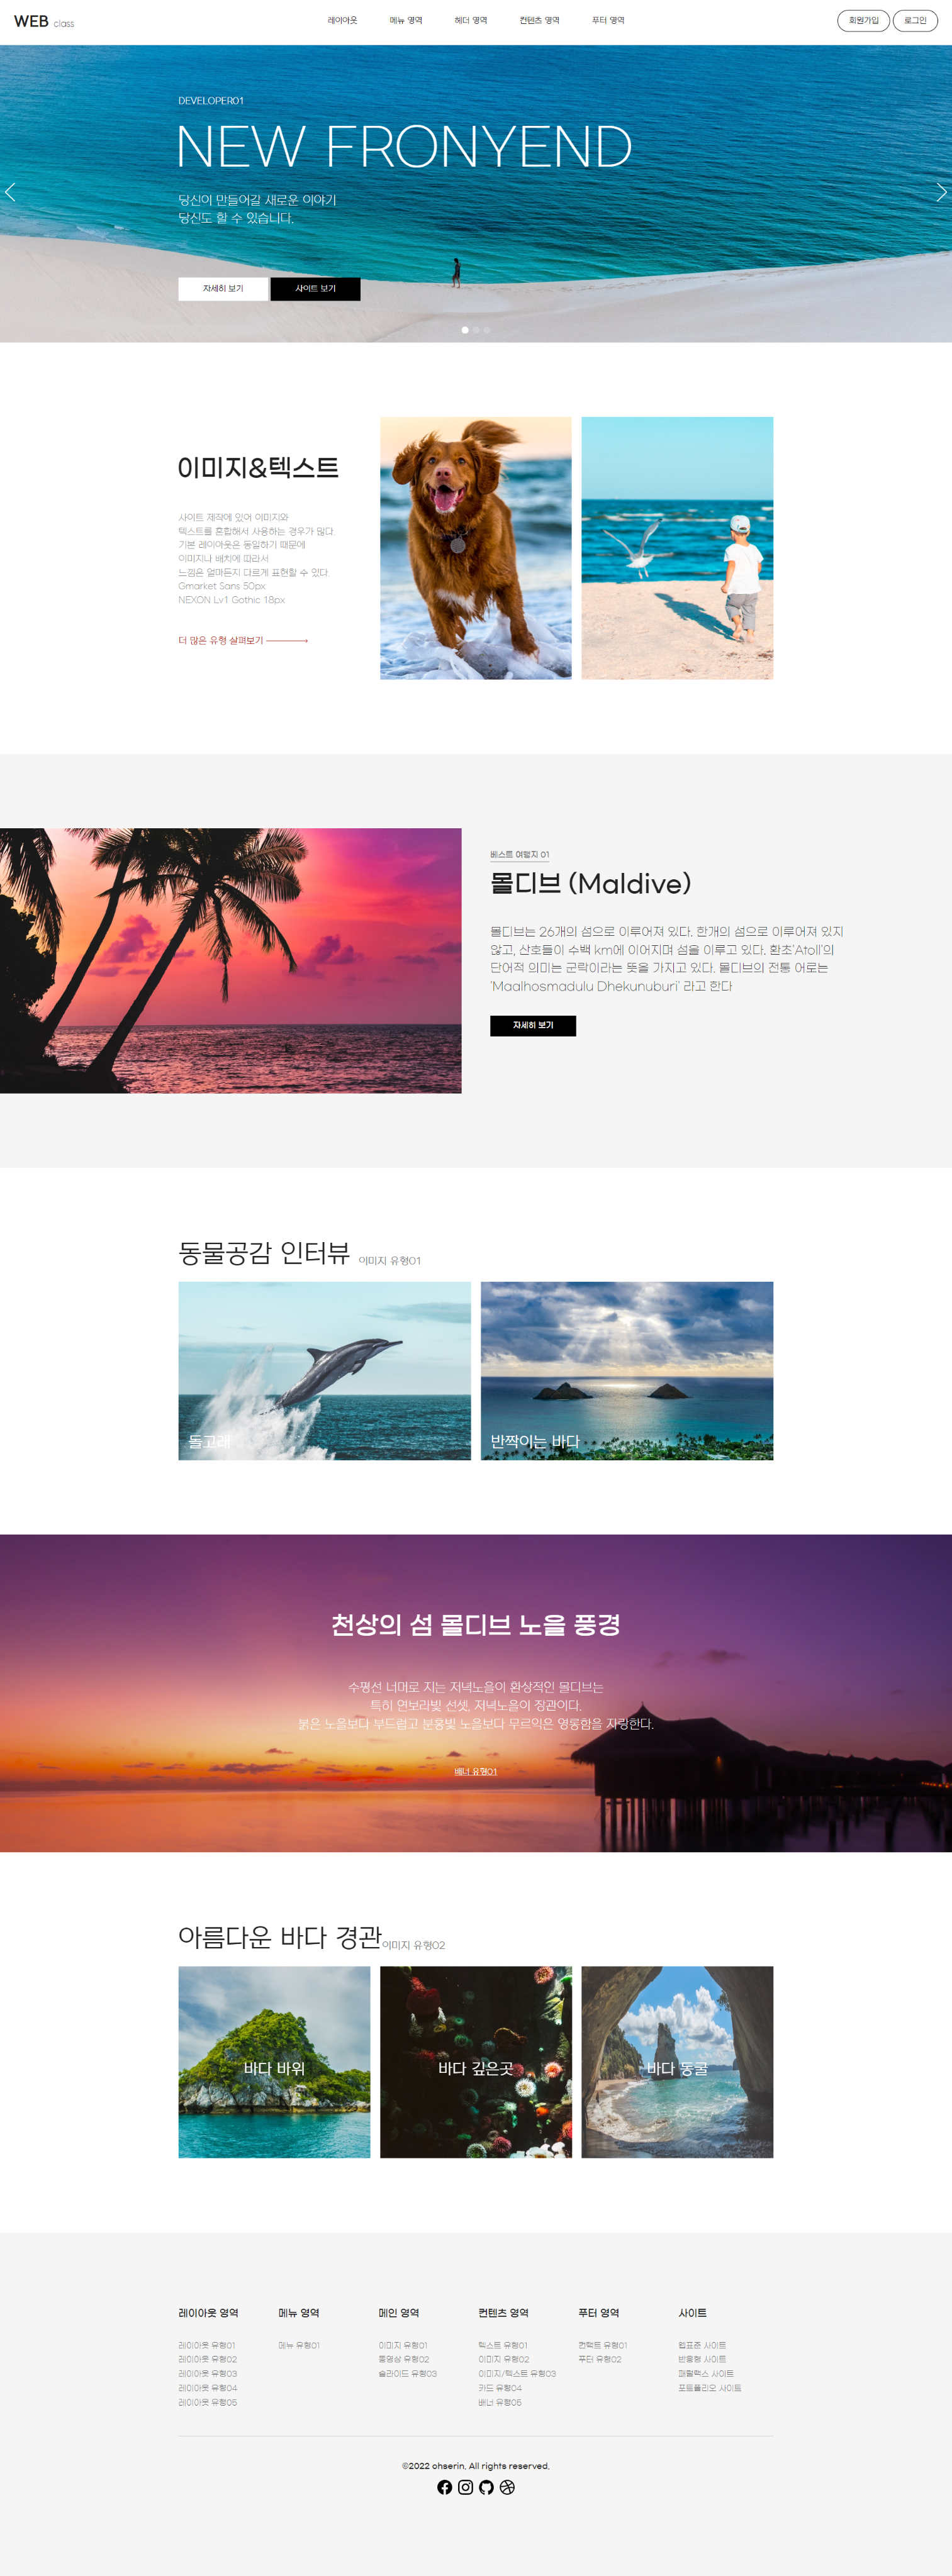 WEB class
레이아웃
메뉴 영역
헤더 영역
컨텐츠 영역
푸터 영역
회원가입
로그인
DEVELOPER01
NEW FRONYEND
당신이 만들어갈 새로운 이야기
당신도 할 수 있습니다.
자세히 보기
사이트 보기
이미지&텍스트
사이트 제작에 있어 이미지와
텍스트를 혼합해서 사용하는 경우가 많다.
기본 레이아웃은 동일하기 때문에
이미지나 배치에 따라서
느낌은 얼마든지 다르게 표현할 수 있다.
Gmarket Sans 50px
NEXON Lv1 Gothic 18px
더 많은 유형 살펴보기
베스트 여행지 01
몰디브 (Maldive)
몰디브는 26개의 섬으로 이루어져 있다. 한개의 섬으로 이루어져 있지
않고, 산호들이 수백 km에 이어지며 섬을 이루고 있다. 환초'Atoll'의
단어적 의미는 군락이라는 뜻을 가지고 있다. 몰디브의 전통 어로는
'Maalhosmadulu Dhekunuburi' 라고 한다
자세히 보기
동물공감 인터뷰 이미지 유형01
돌고래
반짝이는 바다
천상의 섬 몰디브 노을 풍경
수평선 너머로 지는 저녁노을이 환상적인 몰디브는
특히 연보라빛 선셋, 저녁노을이 장관이다.
붉은 노을보다 부드럽고 분홍빛 노을보다 무르익은 영롱함을 자랑한다.
배너 유형01
아름다운 바다 경관 이미지 유형02
바다 바위
바다 깊은곳
바다 동굴
레이아웃 영역
레이아웃 유형01
레이아웃 유형02
레이아웃 유형03
레이아웃 유형04
레이아웃 유형05
메뉴 영역
메뉴 유형01
메인 영역
이미지 유형01
동영상 유형02
슬라이드 유형03
컨텐츠 영역
텍스트 유형01
이미지 유형02
이미지/텍스트 유형03
카드 유형04
배너 유형05
푸터 영역
컨텍트 유형01
푸터 유형02
사이트
웹표준 사이트
반응형 사이트
패럴랙스 사이트
포트폴리오 사이트
©2022 ohserin. All rights reserved.